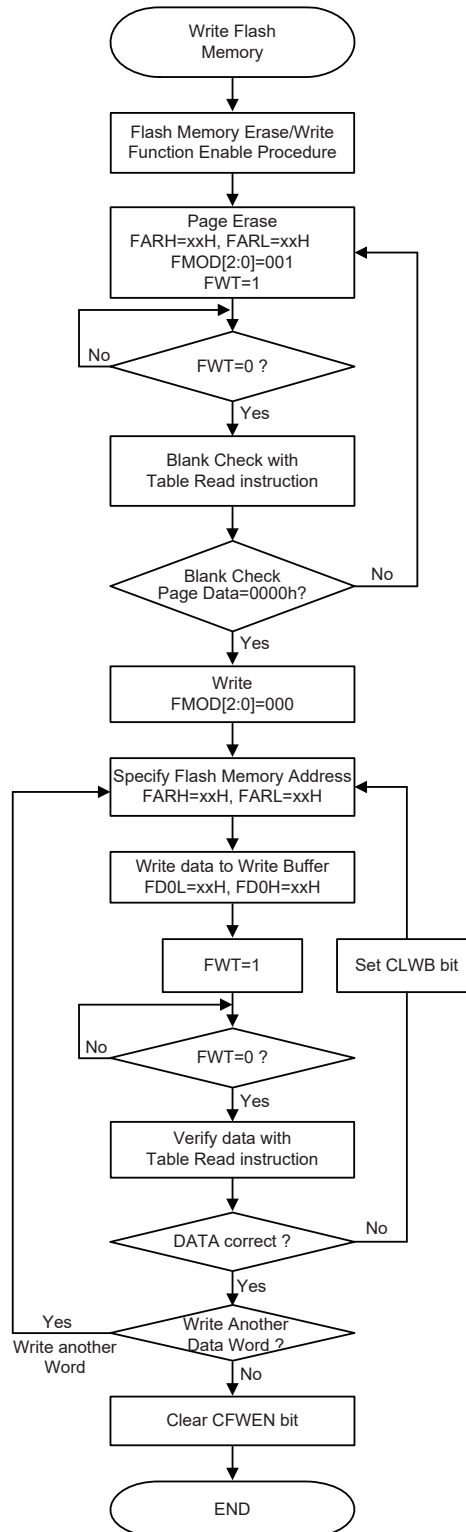 Write Flash
Memory
Flash Memory Erase/Write
Function Enable Procedure
Page Erase
FARH=xxH, FARL=xxH
FMOD[2:0]=001
FWT=1
No
FWT=0 ?
Yes
Blank Check with
Table Read instruction
Blank Check
Page Data=0000h?
No
Yes
Write
FMOD[2:0]=000
Specify Flash Memory Address
FARH=xxH, FARL=xxH
Write data to Write Buffer
FD0L=xxH, FD0H=xxH
FWT=1
Set CLWB bit
No
FWT=0 ?
Yes
Verify data with
Table Read instruction
DATA correct ?
No
Yes
Yes
Write another
Word
Write Another
Data Word ?
No
Clear CFWEN bit
END